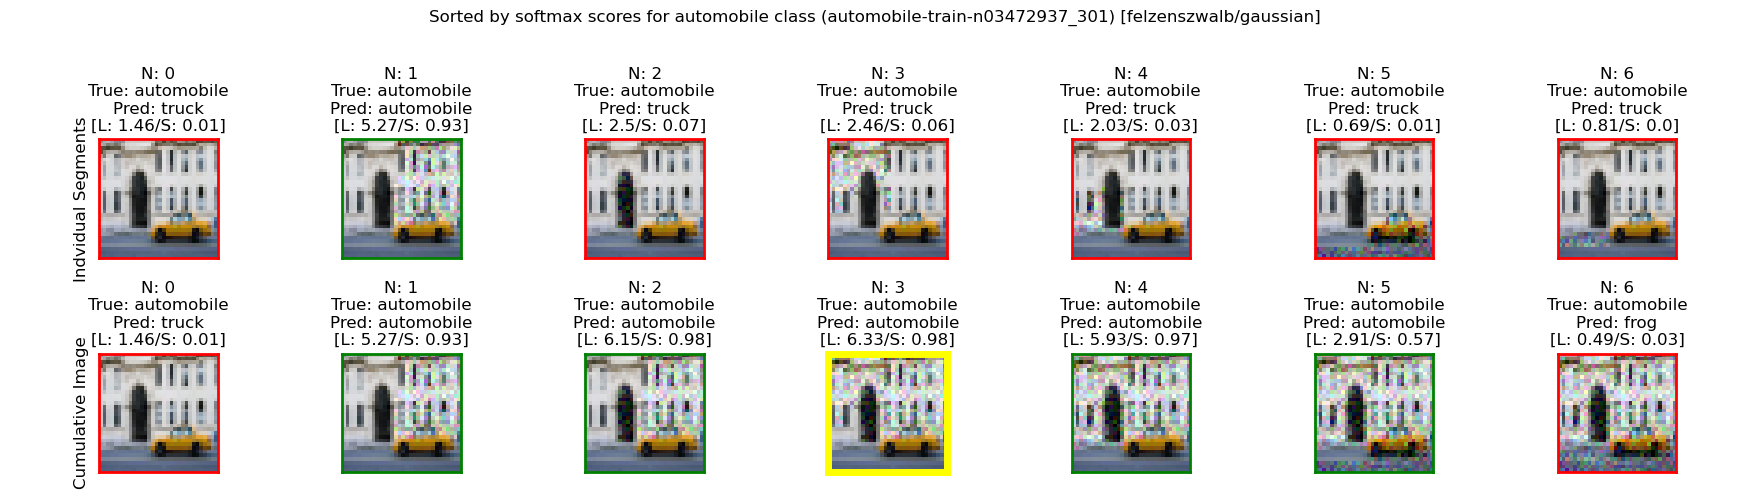 Sorted by softmax scores for automobile class (automobile-train-n03472937_301) [felzenszwalb/gaussian]
Indvidual Segments
N: 0
True: automobile
Pred: truck
[L: 1.46/S: 0.01]
N: 1
True: automobile
Pred: automobile
[L: 5.27/S: 0.93]
N: 2
True: automobile
Pred: truck
[L: 2.5/S: 0.07]
N: 3
True: automobile
Pred: truck
[L: 2.46/S: 0.06]
N: 4
True: automobile
Pred: truck
[L: 2.03/S: 0.03]
N: 5
True: automobile
Pred: truck
[L: 0.69/S: 0.01]
N: 6
True: automobile
Pred: truck
[L: 0.81/S: 0.0]
Cumulative Image
N: 0
True: automobile
Pred: truck
[L: 1.46/S: 0.01]
N: 1
True: automobile
Pred: automobile
[L: 5.27/S: 0.93]
N: 2
True: automobile
Pred: automobile
[L: 6.15/S: 0.98]
N: 3
True: automobile
Pred: automobile
[L: 6.33/S: 0.98]
N: 4
True: automobile
Pred: automobile
[L: 5.93/S: 0.97]
N: 5
True: automobile
Pred: automobile
[L: 2.91/S: 0.57]
N: 6
True: automobile
Pred: frog
[L: 0.49/S: 0.03]